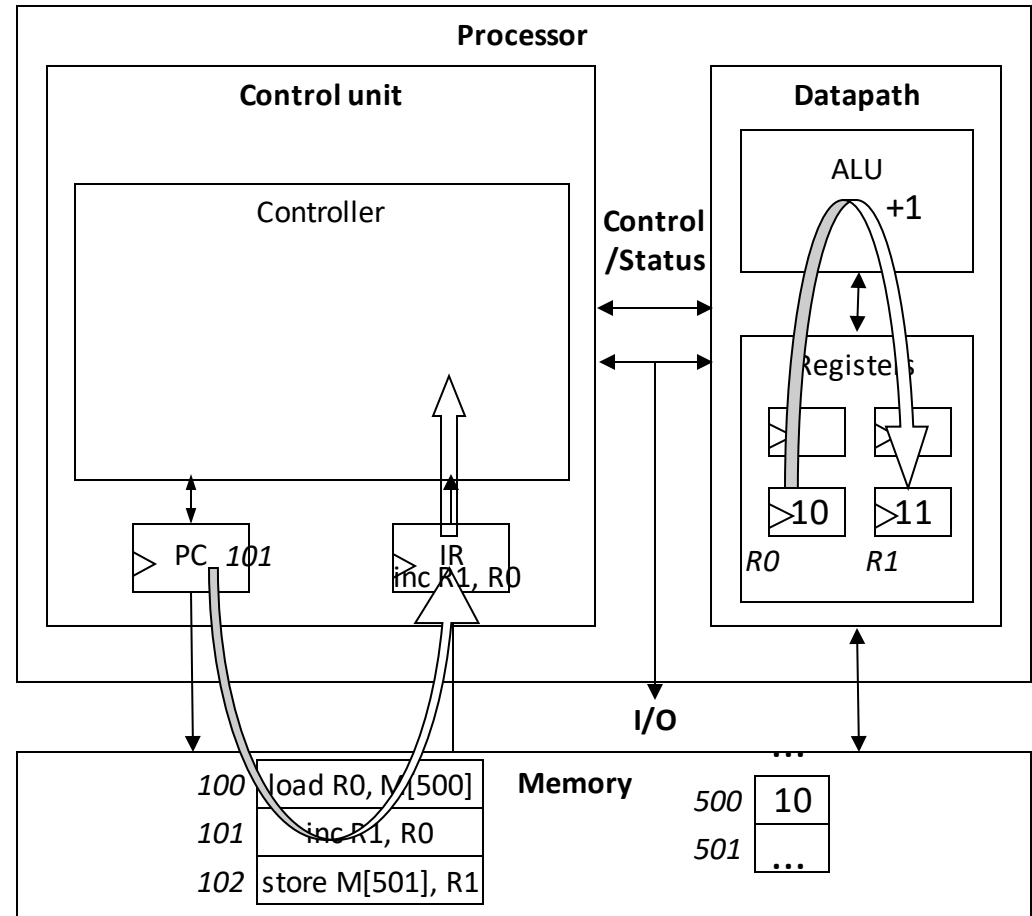 Processor
Control unit
Datapath
ALU
+1
Controller
Control
/Status
Registers
10
11
R0
R1
PC
101
IR
inc R1, R0
I/O
...
Memory
100
load R0, M[500]
101
inc R1, R0
102
store M[501], R1
500
10
501
...